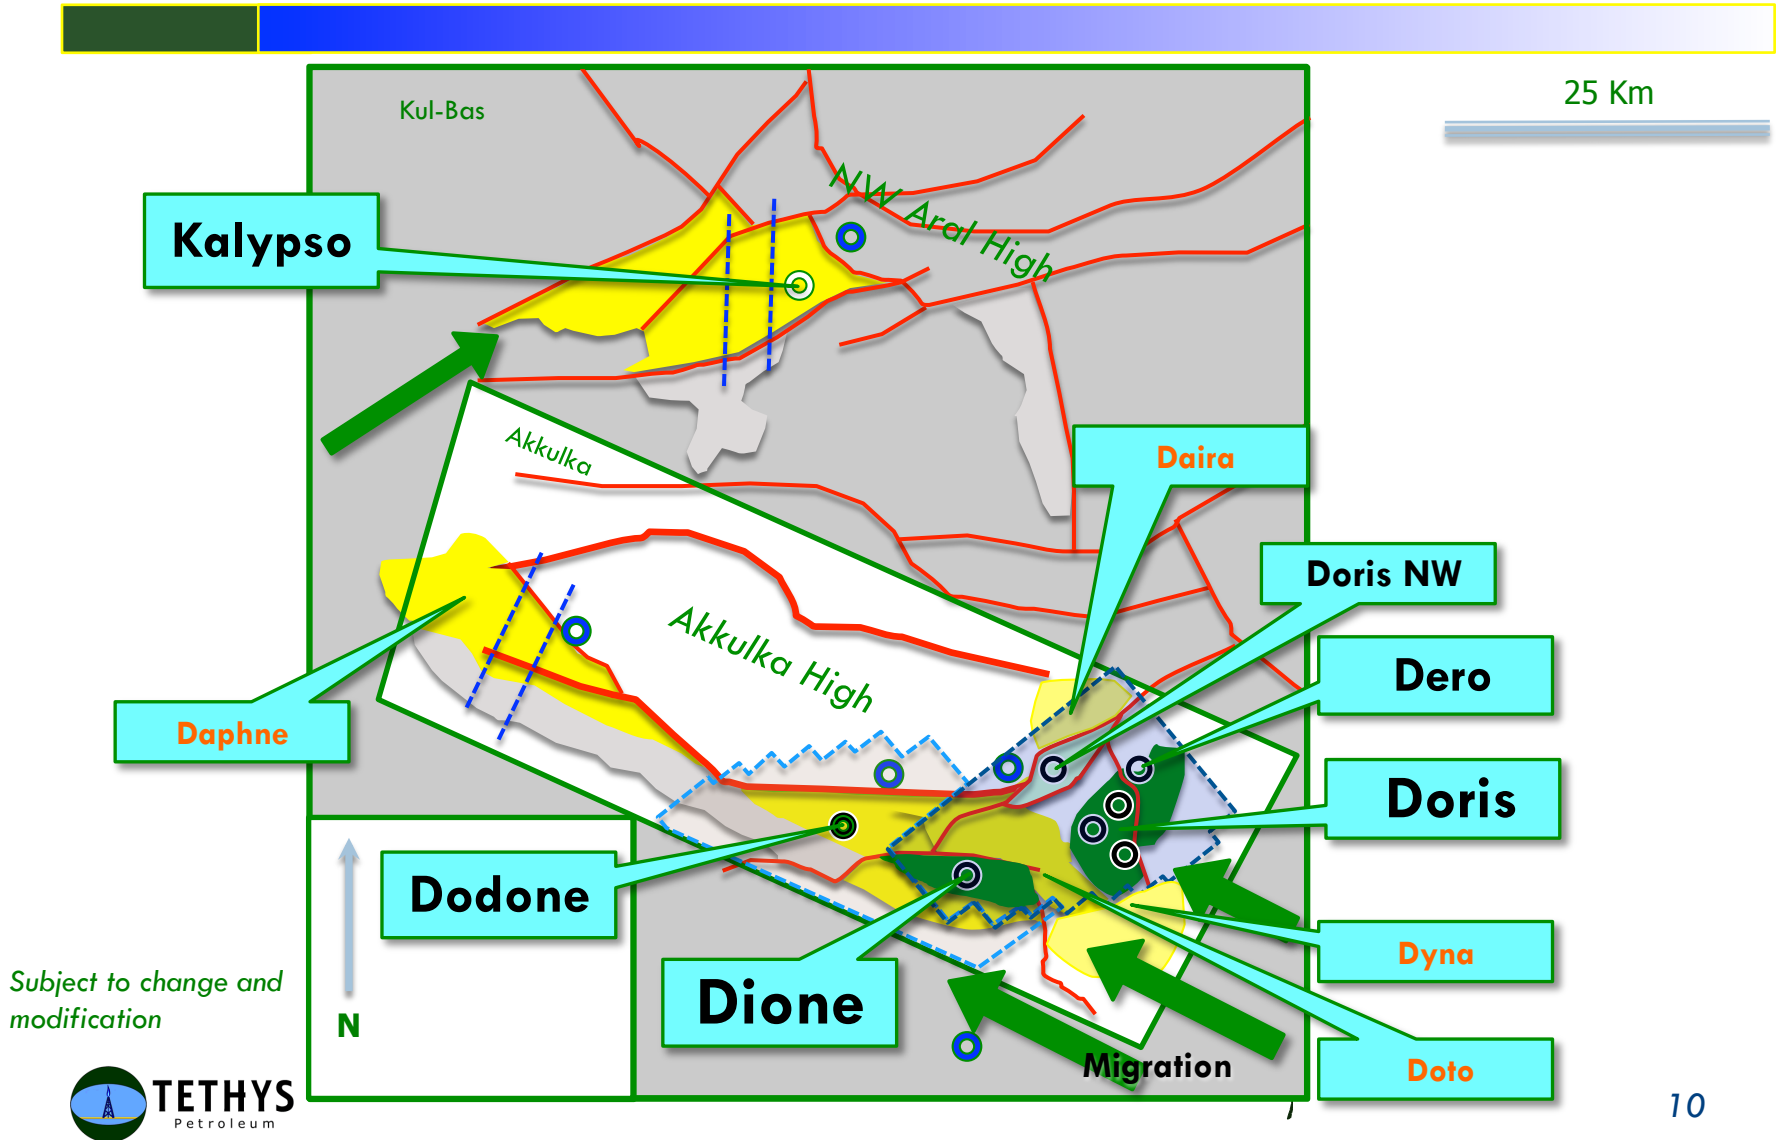 25 Km
Kul-Bas
NW Aral High
Kalypso
Akkulka
Daira
Doris NW
Akkulka High
Dero
Daphne
Doris
Dodone
Dyna
Dione
Subject to change and
modification
N
Migration
Doto
TETHYS
Petroleum
10